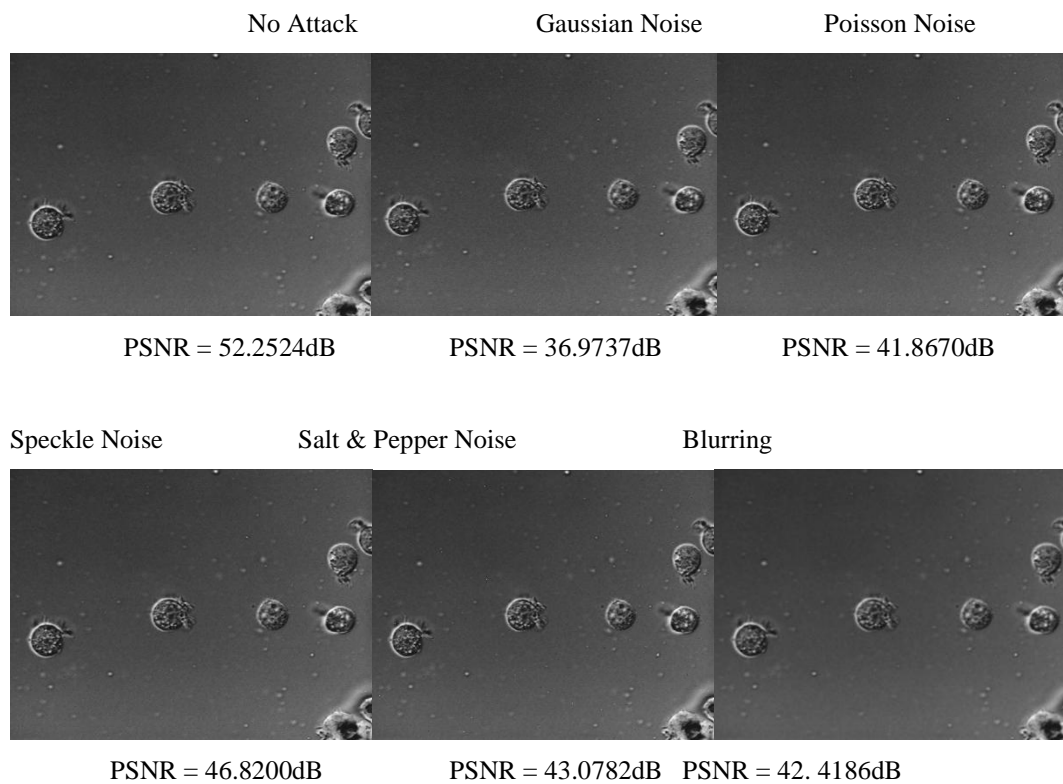 No Attack Gaussian Noise Poisson Noise
PSNR = 52.2524dB PSNR = 36.9737dB PSNR = 41.8670dB
Speckle Noise Salt & Pepper Noise Blurring
PSNR = 46.8200dB PSNR = 43.0782dB PSNR = 42. 4186dB